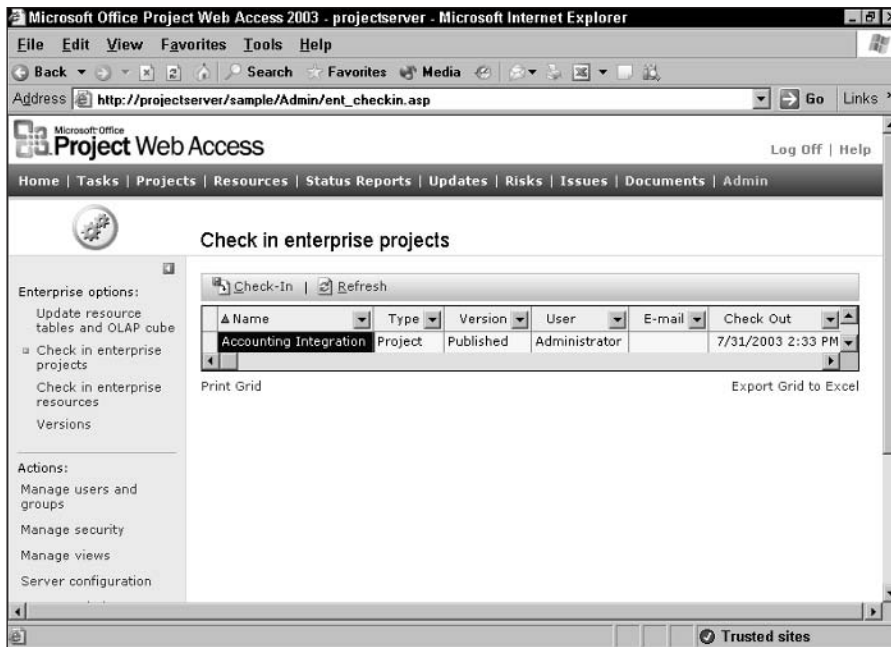 Microsoft Office Project Web Access 2003 - projectserver - Microsoft Internet Explorer
File Edit View Favorites Tools Help
Back Search Favorites Media
Address http://projectserver/sample/Admin/ent_checkin.asp Go Links
Microsoft Office
Project Web Access
Log Off | Help
Home | Tasks | Projects | Resources | Status Reports | Updates | Risks | Issues | Documents | Admin
Check in enterprise projects
Enterprise options:
Update resource
tables and OLAP cube
Check in enterprise
projects
Check in enterprise
resources
Versions
Actions:
Manage users and
groups
Manage security
Manage views
Server configuration
Check-In | Refresh
Name Type Version User E-mail Check Out
Accounting Integration Project Published Administrator 7/31/2003 2:33 PM
Print Grid Export Grid to Excel
Trusted sites